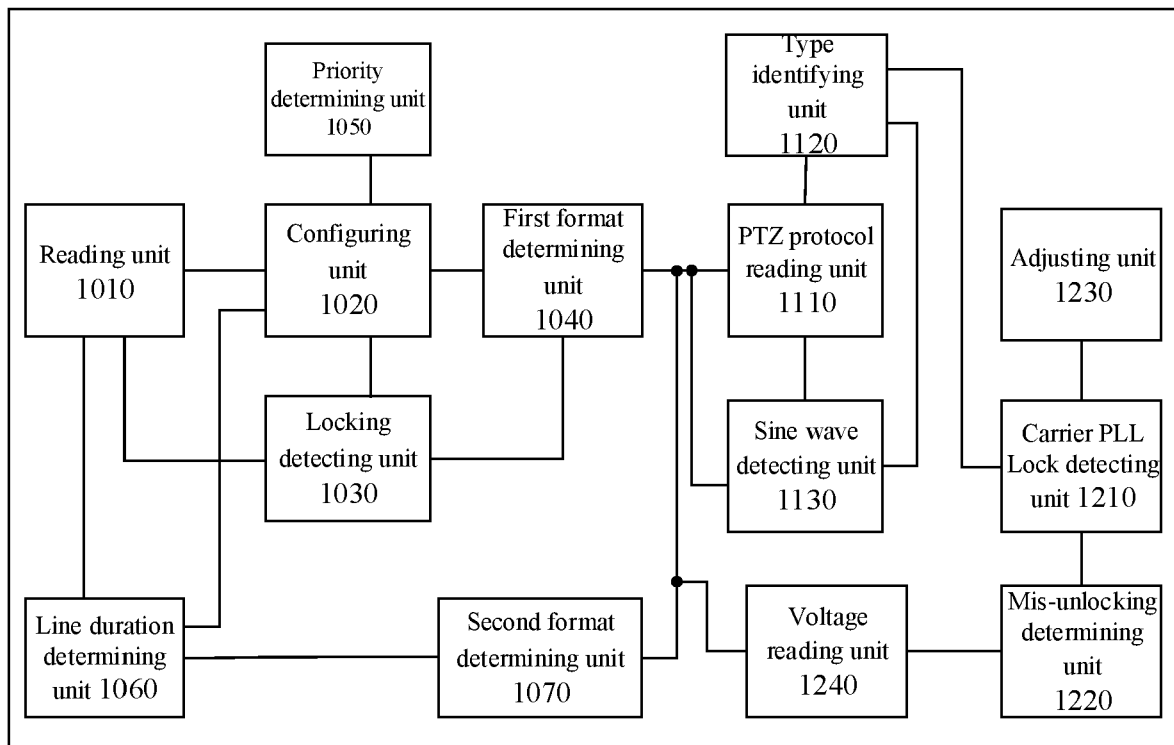 Priority
determining unit
1050
Type
identifying
unit
1120
Reading unit
1010
Configuring
unit
1020
First format
determining
unit
1040
PTZ protocol
reading unit
1110
Adjusting unit
1230
Locking
detecting unit
1030
Sine wave
detecting unit
1130
Carrier PLL
Lock detecting
unit 1210
Line duration
determining
unit 1060
Second format
determining unit
1070
Voltage
reading unit
1240
Mis-unlocking
determining
unit
1220